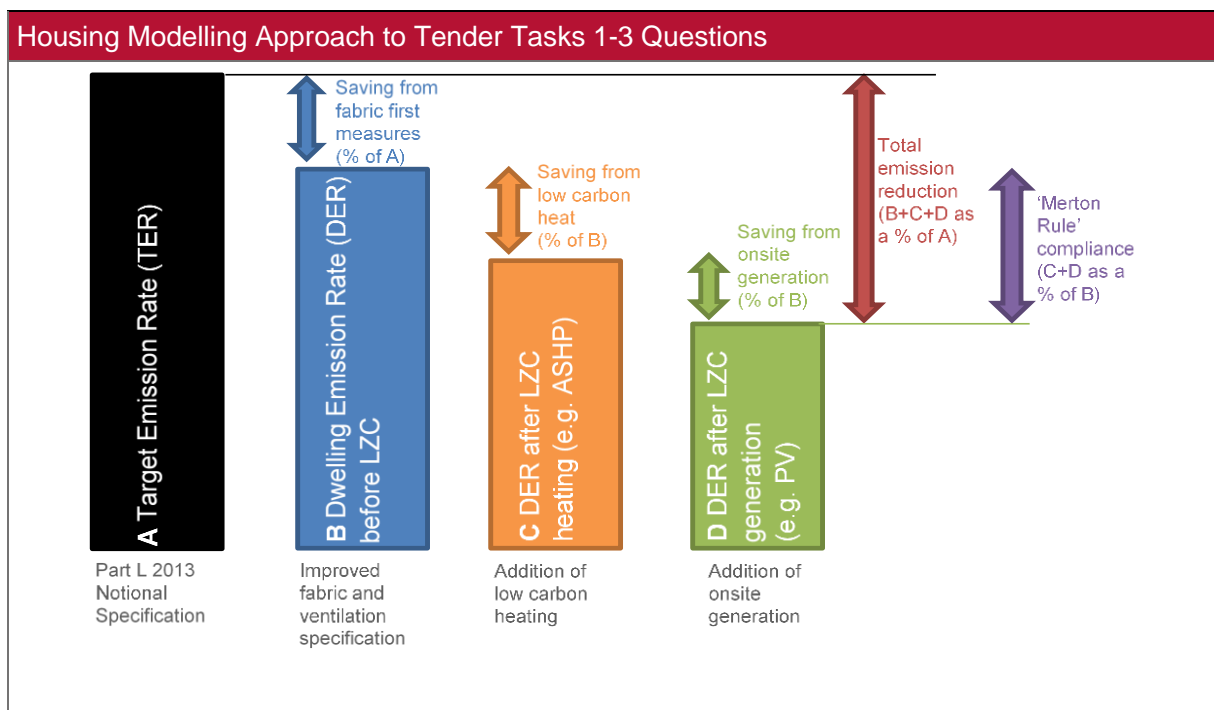 Housing Modelling Approach to Tender Tasks 1-3 Questions
A Target Emission Rate (TER)
Part L 2013
Notional
Specification
Saving from
fabric first
measures
(% of A)
B Dwelling Emission Rate (DER)
before LZC
Improved
fabric and
ventilation
specification
Saving from
low carbon
heat
(% of B)
C DER after LZC
heating (e.g. ASHP)
Addition of
low carbon
heating
Saving from
onsite
generation
(% of B)
D DER after LZC
generation
(e.g. PV)
Addition of
onsite
generation
Total
emission
reduction
(B+C+D as
a % of A)
‘Merton
Rule’
compliance
(C+D as a
% of B)